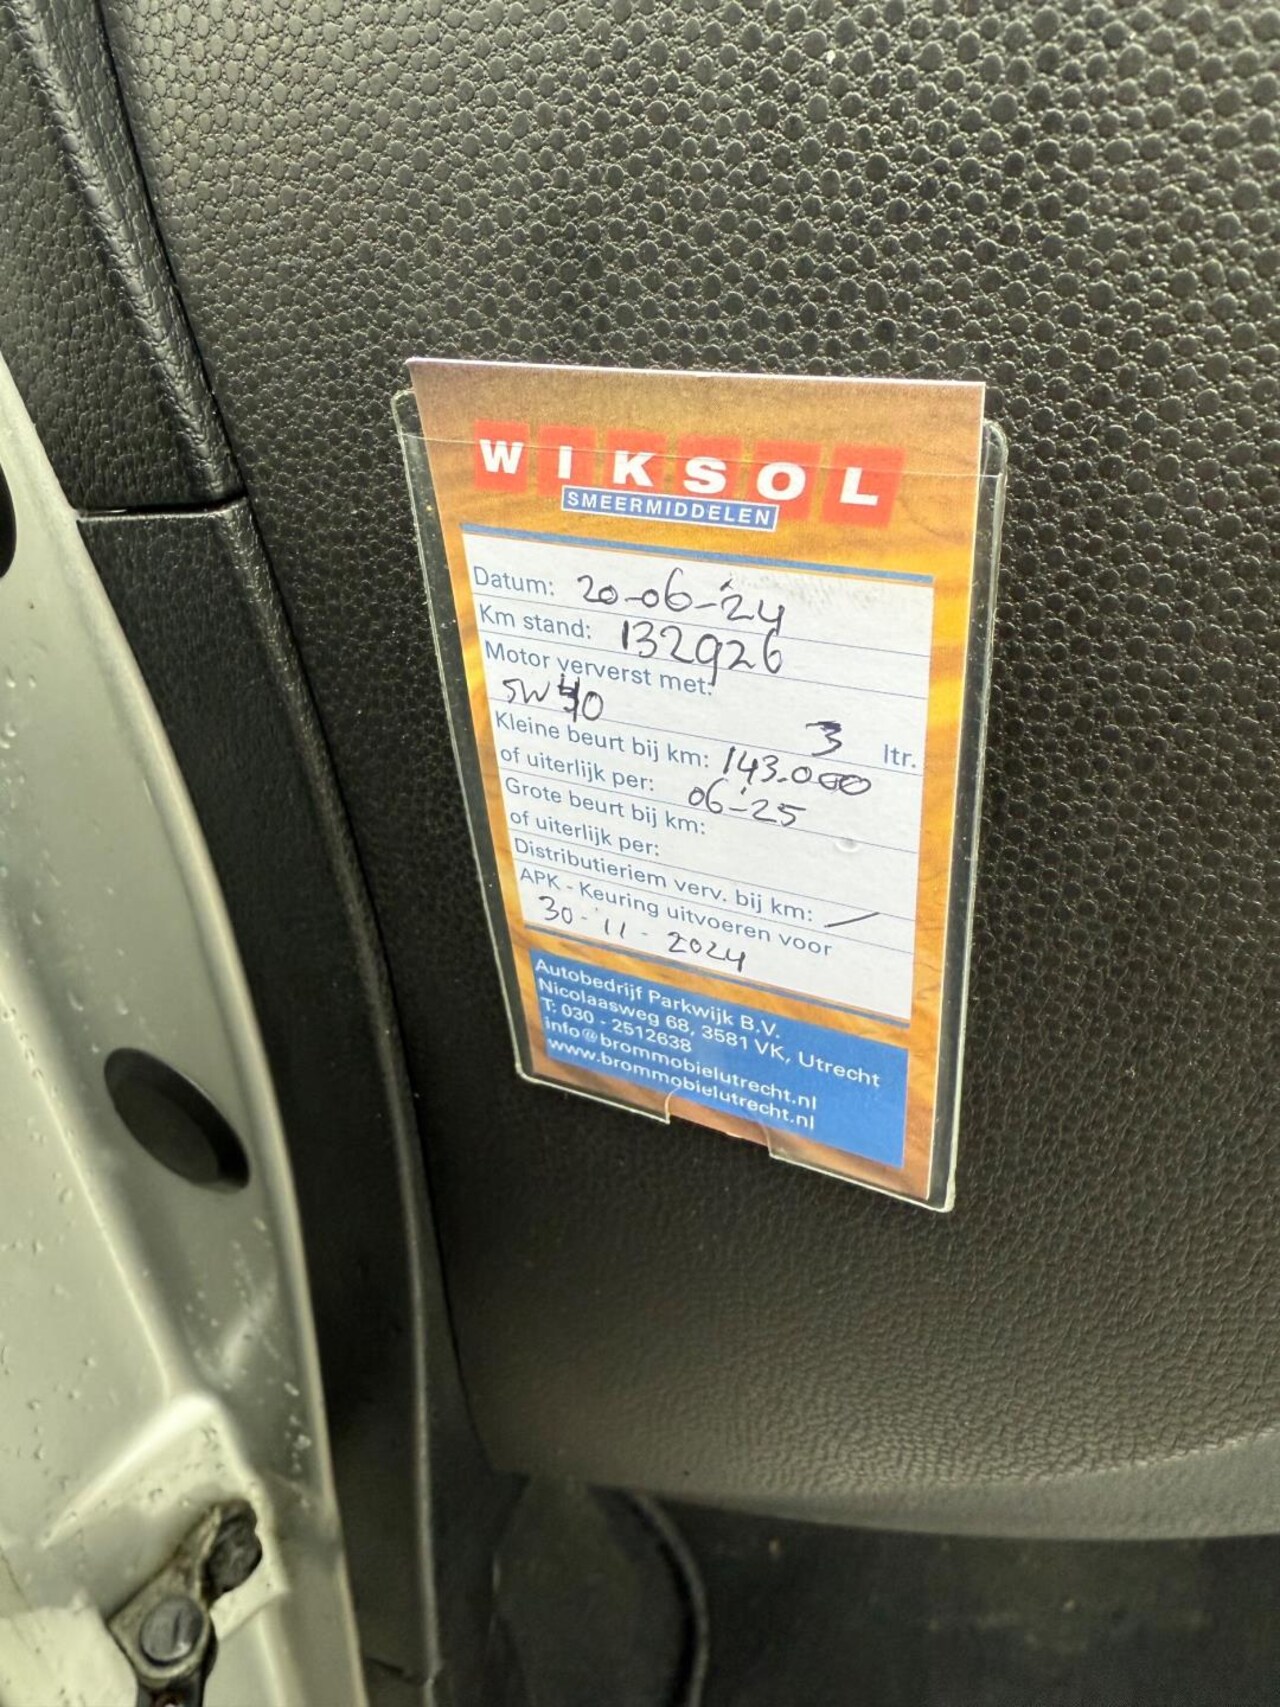 WIKSOL
SMEERMIDDELEN
Datum: 20-06-24
Km stand: 132926
Motor ververst met:
5W40 3 ltr.
Kleine beurt bij km: 143.000
of uiterlijk per: 06-25
Grote beurt bij km:
of uiterlijk per:
Distributieriem verv. bij km: /
APK - Keuring uitvoeren voor
30-11-2024
Autobedrijf Parkwijk B.V.
Nicolaasweg 68, 3581 VK, Utrecht
T: 030 - 2512638
info@brommobielutrecht.nl
www.brommobielutrecht.nl